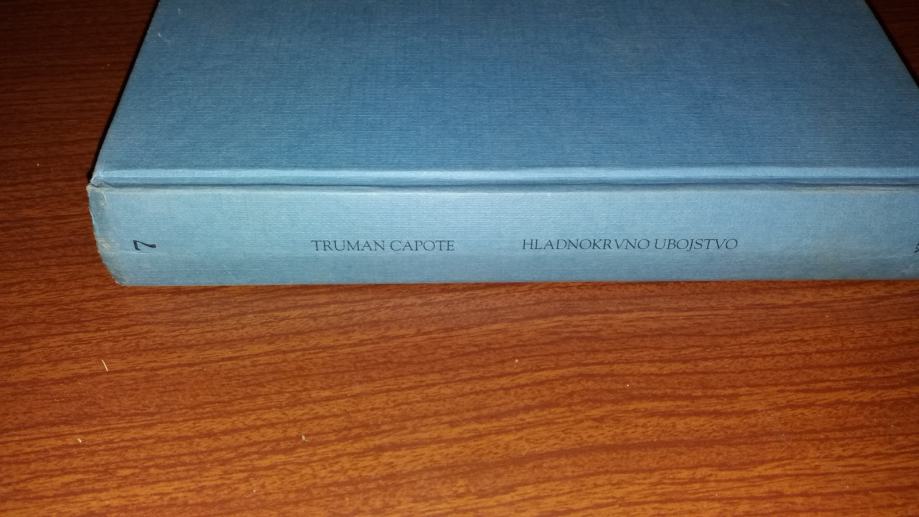 7
TRUMAN CAPOTE HLADNOKRVNO UBOJSTVO